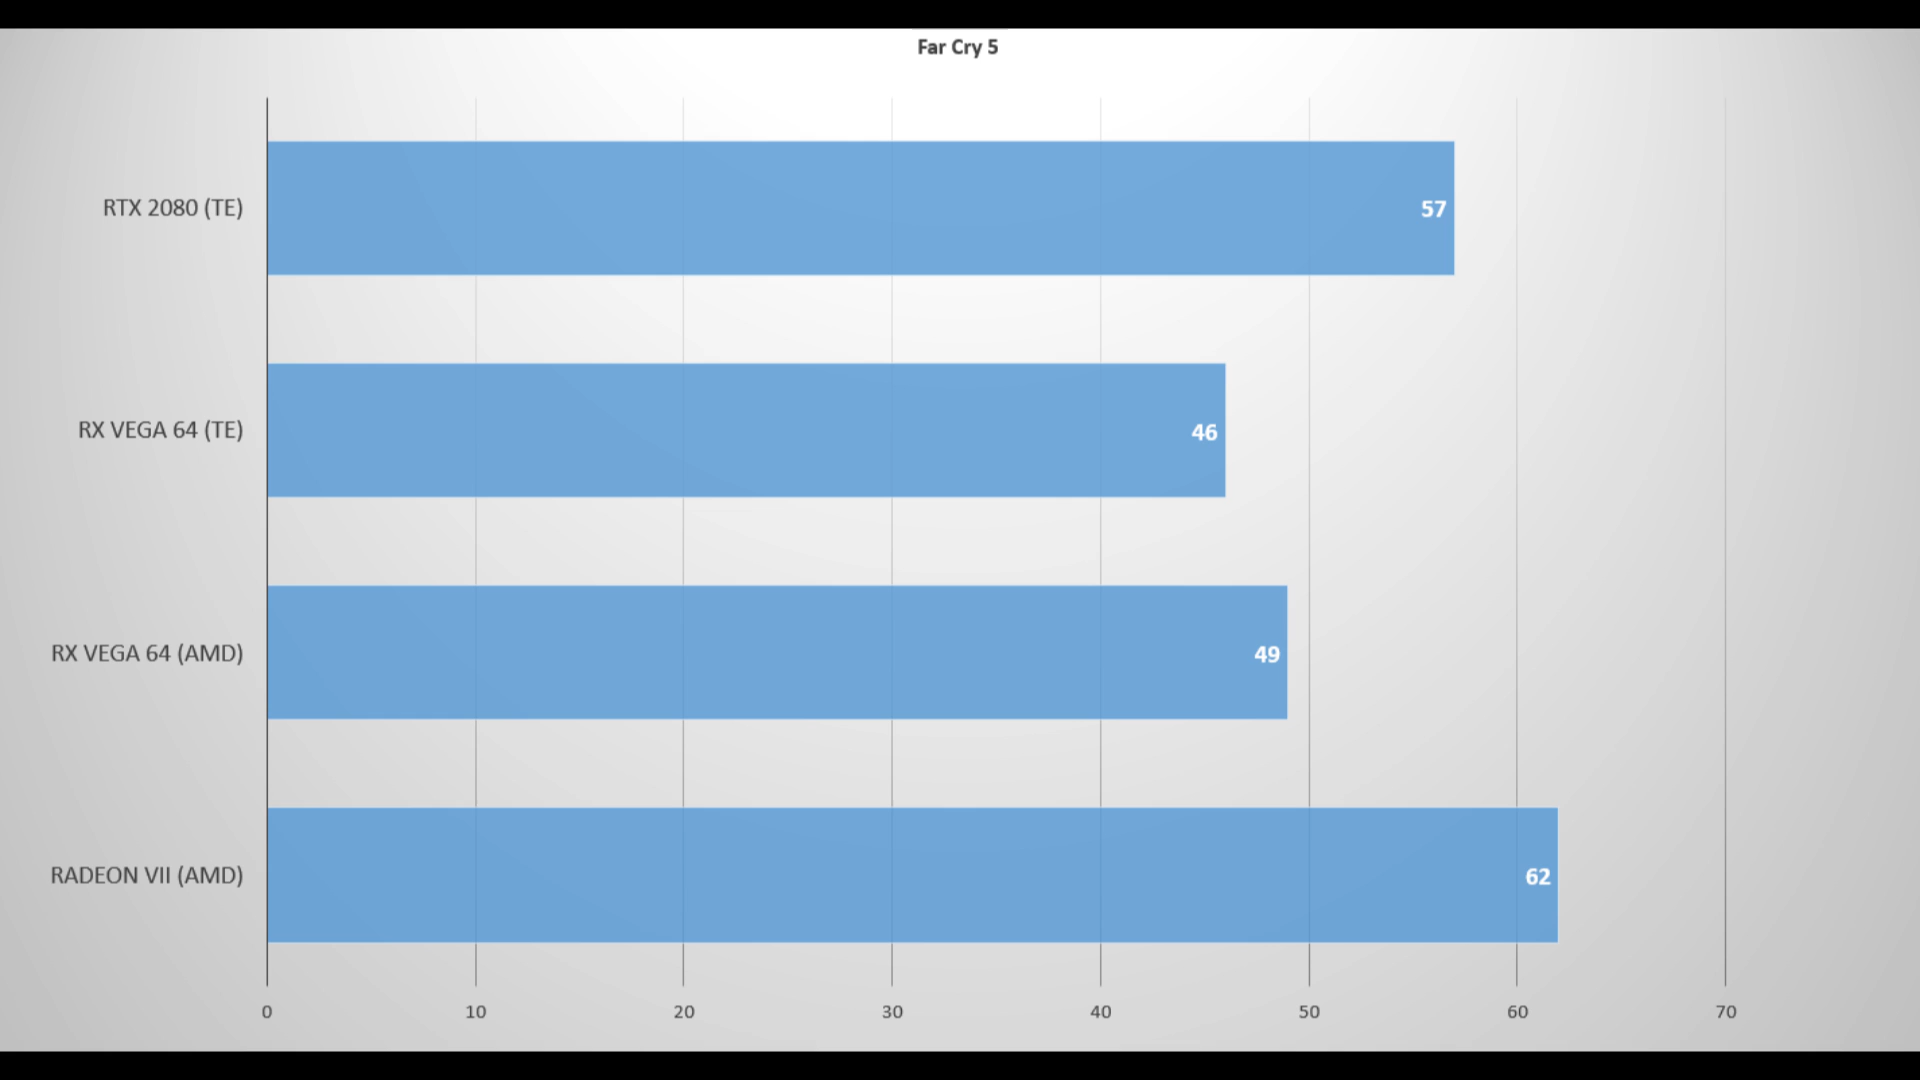 Far Cry 5
RTX 2080 (TE)
57
RX VEGA 64 (TE)
46
RX VEGA 64 (AMD)
49
RADEON VII (AMD)
62
0 10 20 30 40 50 60 70